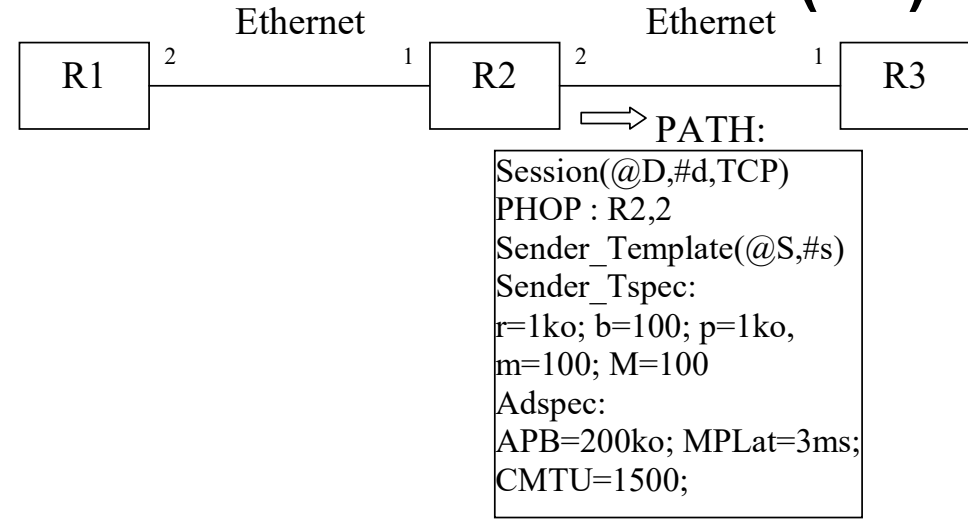 Ethernet
Ethernet
R1
2
1
R2
2
1
R3
PATH:
Session(@D,#d,TCP)
PHOP : R2,2
Sender_Template(@S,#s)
Sender_Tspec:
r=1ko; b=100; p=1ko,
m=100; M=100
Adspec:
APB=200ko; MPLat=3ms;
CMTU=1500;